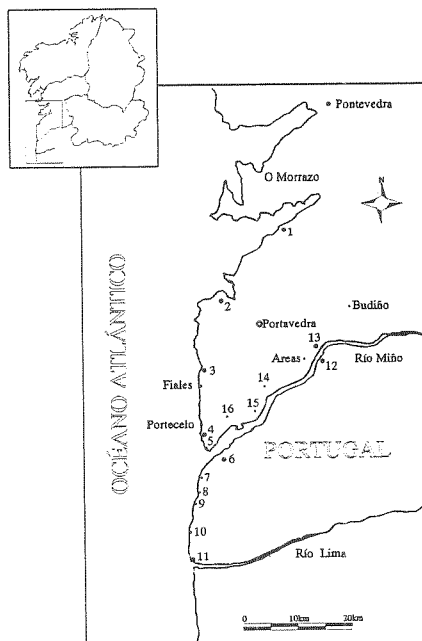 Pontevedra
O Morrazo
N
1
OCÉANO ATLÁNTICO
2
Budiño
Portavedra
13
3
Areas
12
Río Miño
Fiales
14
15
16
Portocelo
4
5
6
PORTUGAL
7
8
9
10
11
Río Lima
0 10km 20km